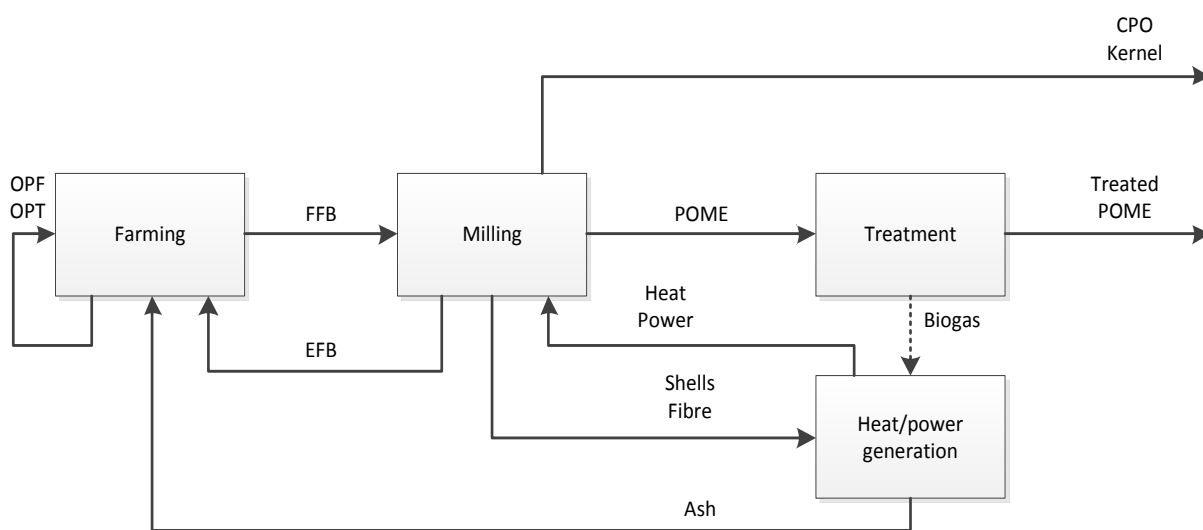 CPO
Kernel
OPF
OPT
Farming
FFB
Milling
POME
Treatment
Treated
POME
Heat
Power
Biogas
EFB
Shells
Fibre
Heat/power
generation
Ash